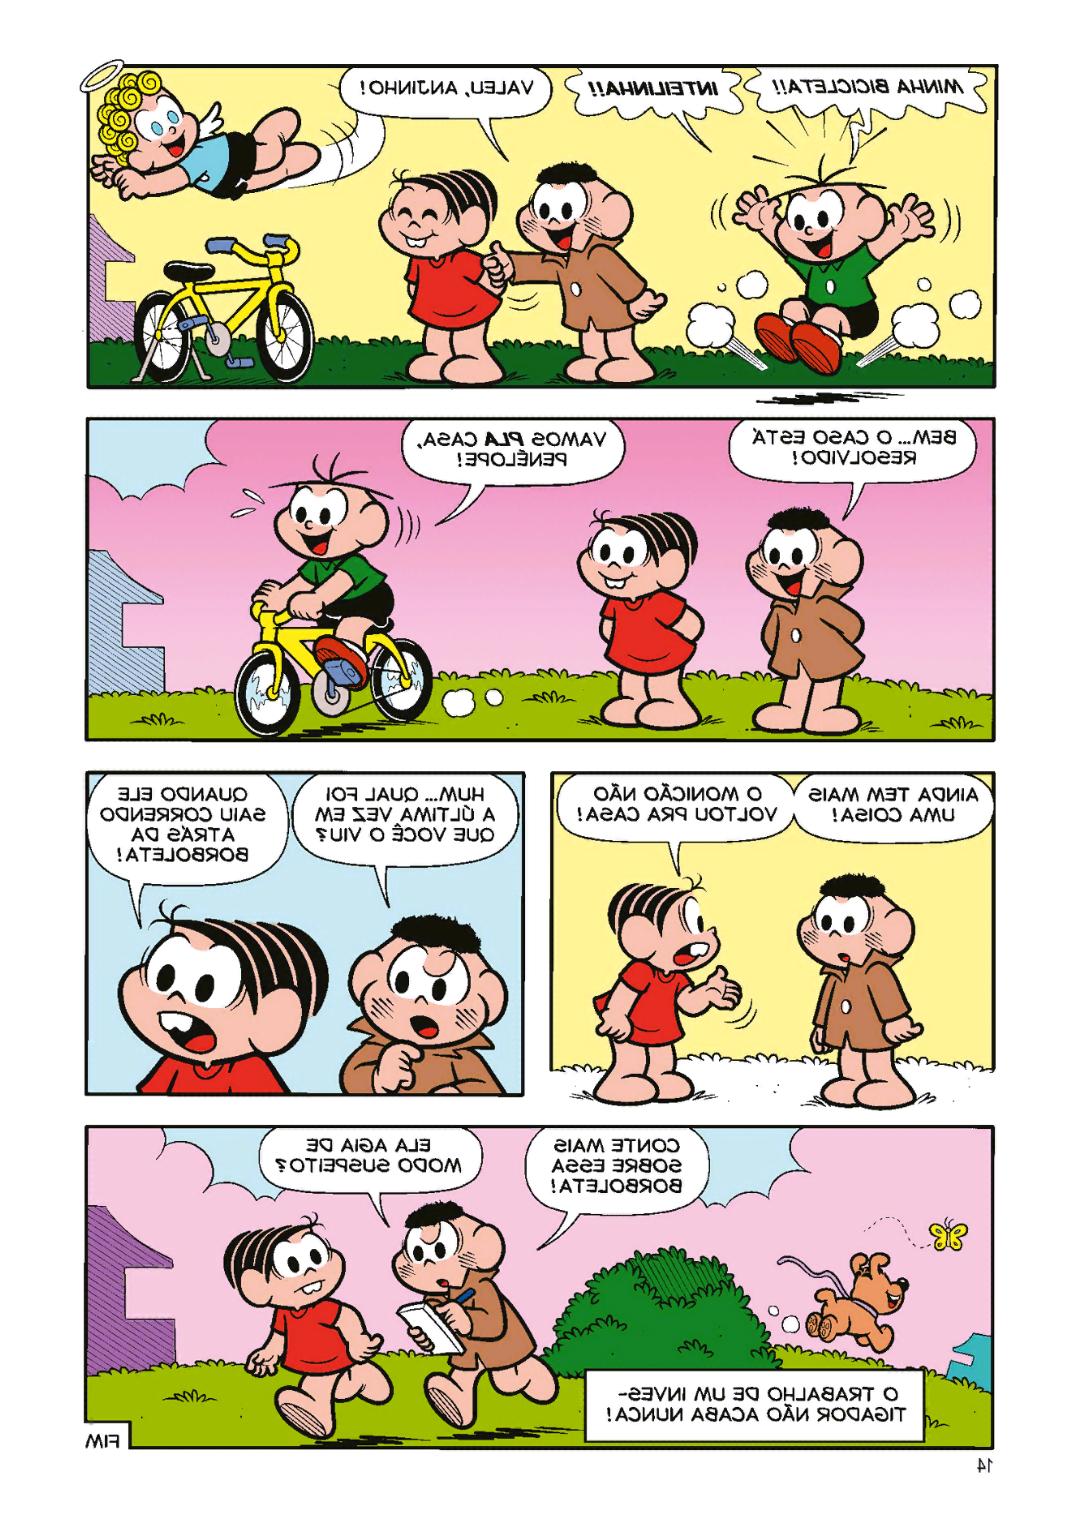 MINHA BICICLETA!!
INTEILINHA!!
VALEU, ANJINHO!
BEM... O CASO ESTÁ
RESOLVIDO!
VAMOS PLA CASA,
PENÉLOPE!
AINDA TEM MAIS
UMA COISA!
O MONICÃO NÃO
VOLTOU PRA CASA!
HUM... QUAL FOI
A ÚLTIMA VEZ EM
QUE VOCÊ O VIU?
QUANDO ELE
SAIU CORRENDO
ATRÁS DA
BORBOLETA!
CONTE MAIS
SOBRE ESSA
BORBOLETA!
ELA AGIA DE
MODO SUSPEITO?
O TRABALHO DE UM INVES-
TIGADOR NÃO ACABA NUNCA!
FIM
14